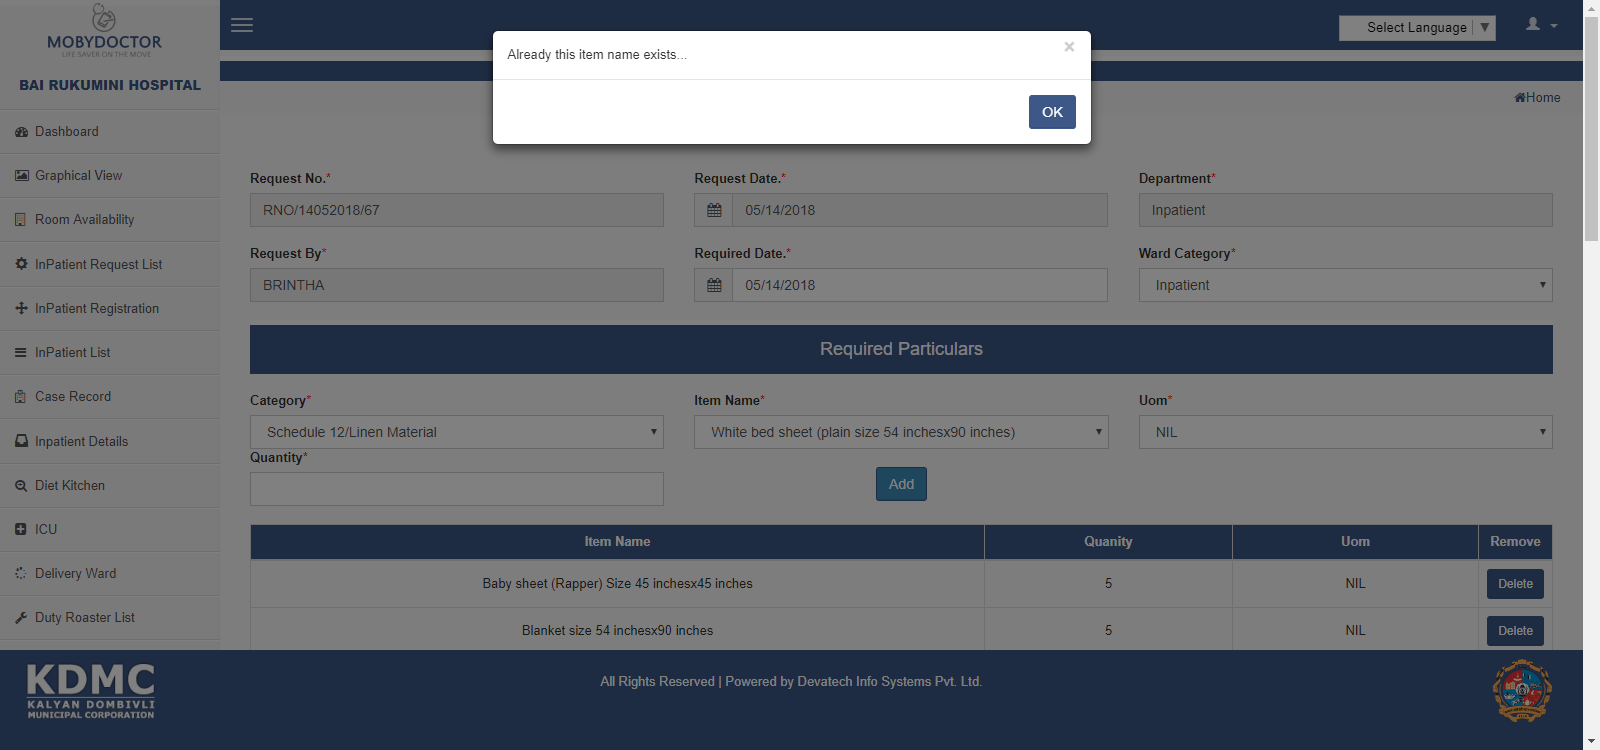 MOBYDOCTOR
LIFE SAVER ON THE MOVE
BAI RUKUMINI HOSPITAL
Dashboard
Graphical View
Room Availability
InPatient Request List
InPatient Registration
InPatient List
Case Record
Inpatient Details
Diet Kitchen
ICU
Delivery Ward
Duty Roaster List
Select Language ▼
Already this item name exists...
×
OK
Home
Request No.*
Request Date.*
Department*
RNO/14052018/67
05/14/2018
Inpatient
Request By*
Required Date.*
Ward Category*
BRINTHA
05/14/2018
Inpatient
Required Particulars
Category*
Item Name*
Uom*
Schedule 12/Linen Material
White bed sheet (plain size 54 inchesx90 inches)
NIL
Quantity*
Add
Item Name Quanity Uom Remove
Baby sheet (Rapper) Size 45 inchesx45 inches 5 NIL Delete
Blanket size 54 inchesx90 inches 5 NIL Delete
KDMC
KALYAN DOMBIVLI
MUNICIPAL CORPORATION
All Rights Reserved | Powered by Devatech Info Systems Pvt. Ltd.